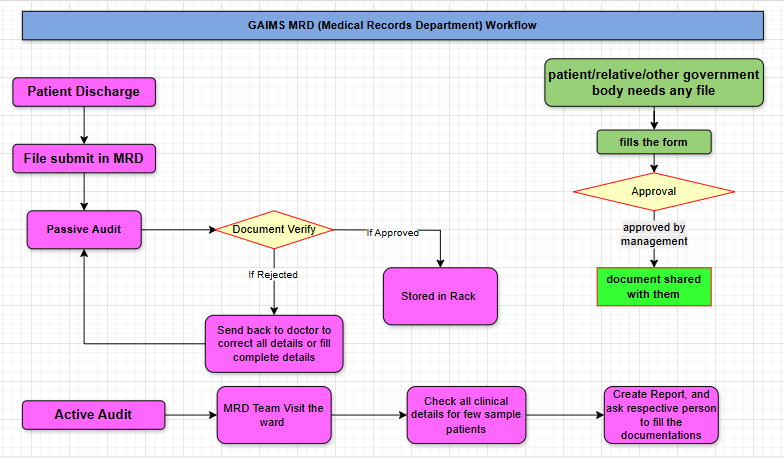 GAIMS MRD (Medical Records Department) Workflow
Patient Discharge
File submit in MRD
Passive Audit
Document Verify
If Approved
If Rejected
Stored in Rack
Send back to doctor to
correct all details or fill
complete details
patient/relative/other government
body needs any file
fills the form
Approval
approved by
management
document shared
with them
Active Audit
MRD Team Visit the
ward
Check all clinical
details for few sample
patients
Create Report, and
ask respective person
to fill the
documentations